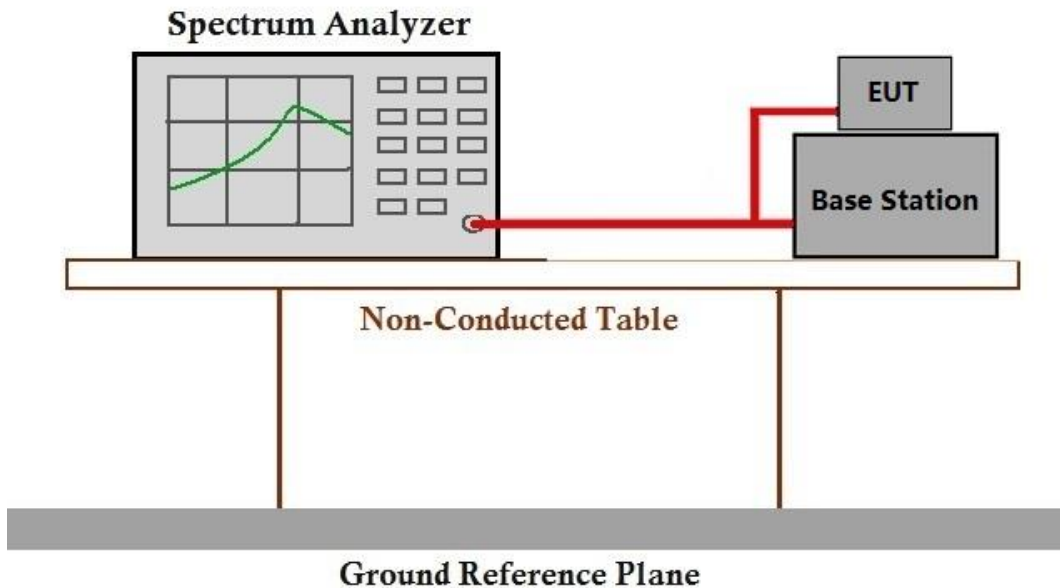 Spectrum Analyzer
EUT
Base Station
Non-Conducted Table
Ground Reference Plane